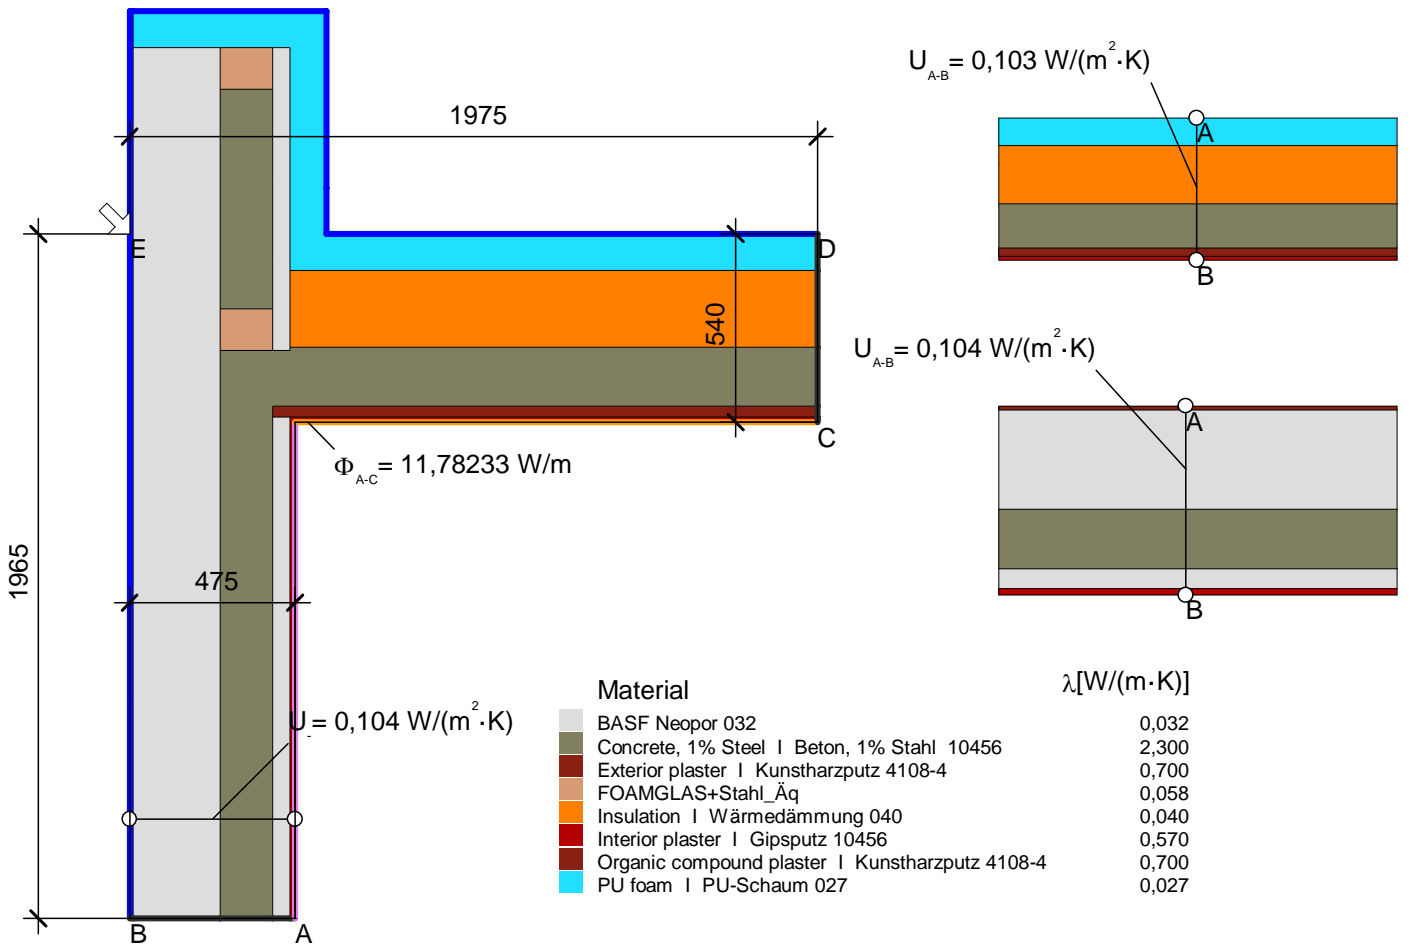 1975
U A-B = 0,103 W/(m²·K)
A
B
E
D
540
C
Φ A-C = 11,78233 W/m
U A-B = 0,104 W/(m²·K)
A
B
1965
475
U - = 0,104 W/(m²·K)
B
A
Material λ[W/(m·K)]
BASF Neopor 032 0,032
Concrete, 1% Steel I Beton, 1% Stahl 10456 2,300
Exterior plaster I Kunstharzputz 4108-4 0,700
FOAMGLAS+Stahl_Äq 0,058
Insulation I Wärmedämmung 040 0,040
Interior plaster I Gipsputz 10456 0,570
Organic compound plaster I Kunstharzputz 4108-4 0,700
PU foam I PU-Schaum 027 0,027